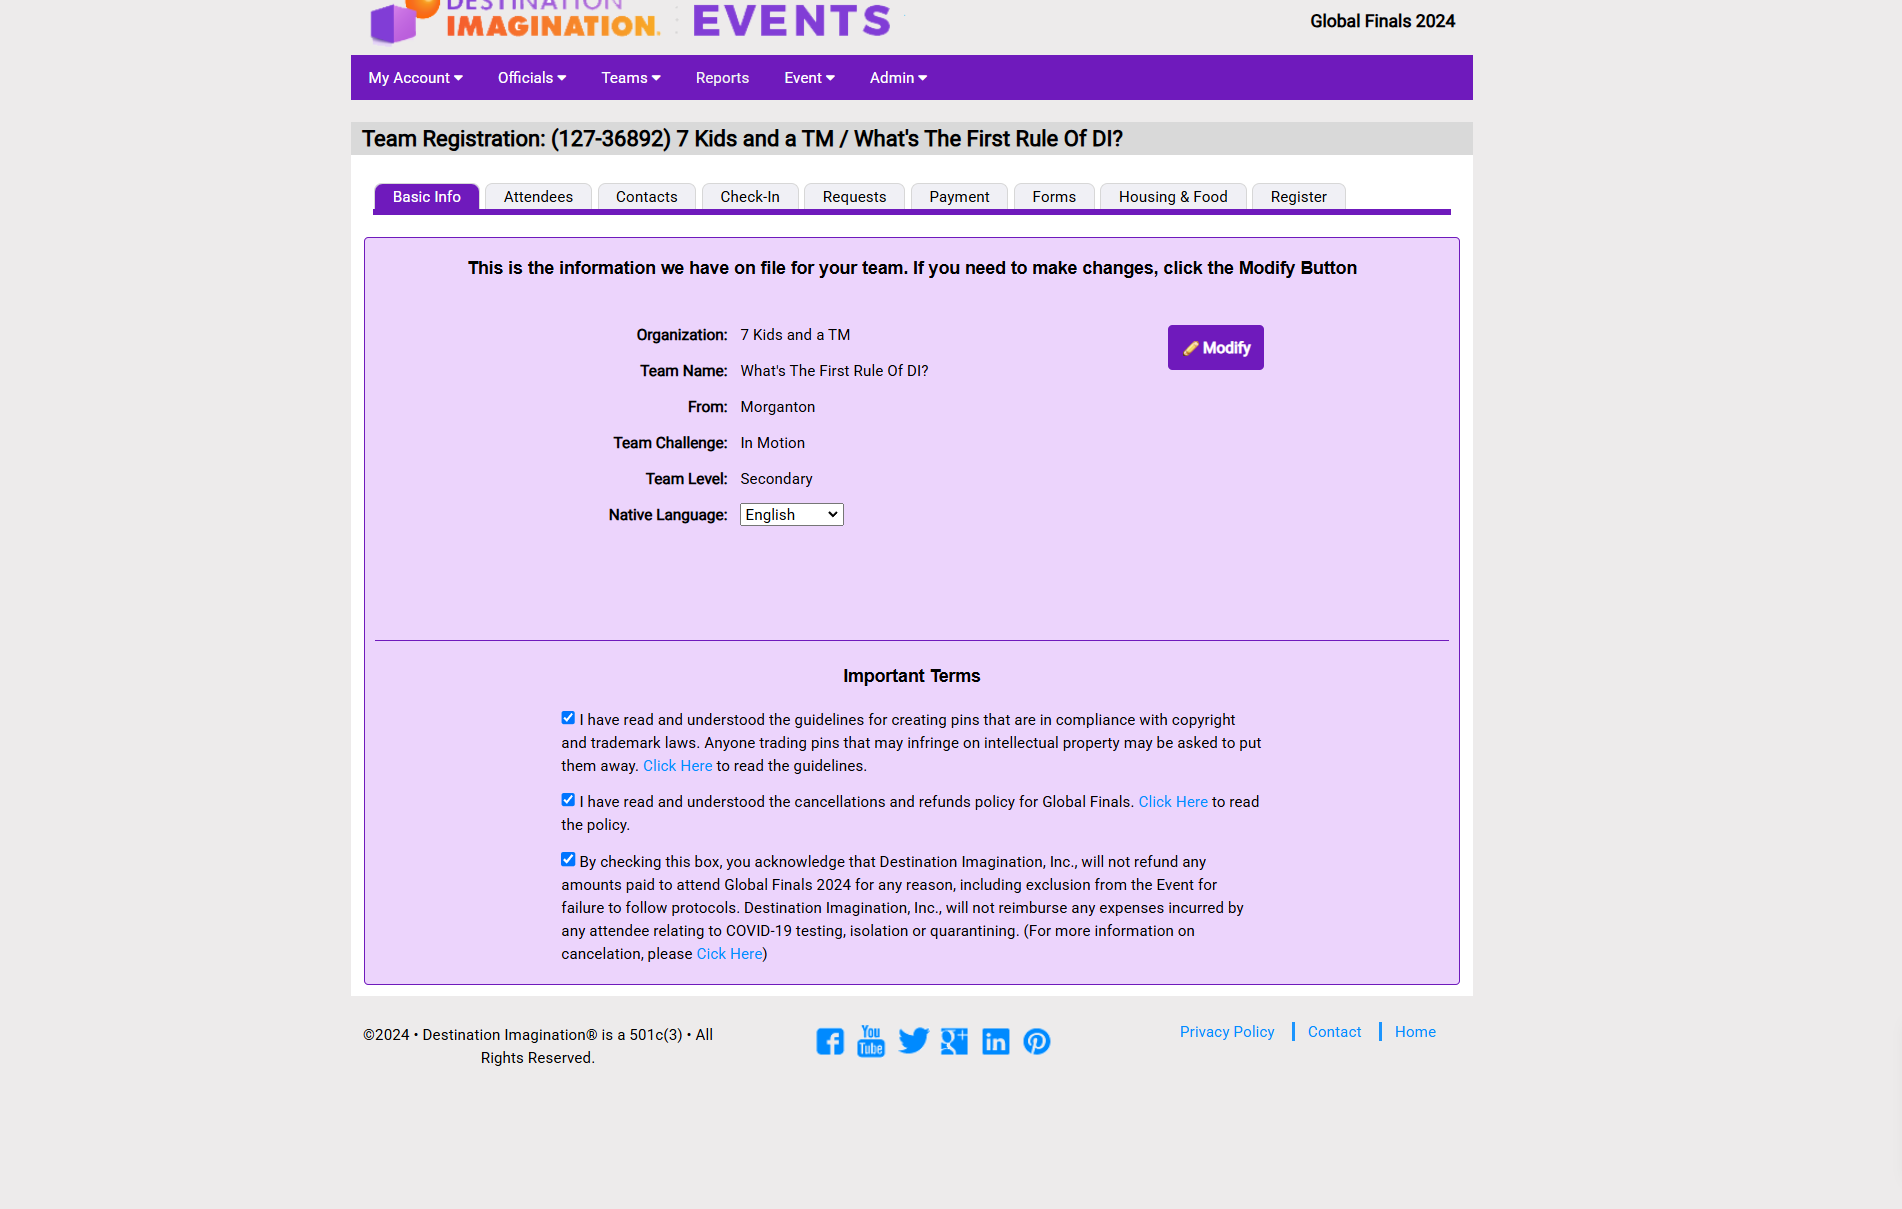 DESTINATION
IMAGINATION. EVENTS
Global Finals 2024
My Account Officials Teams Reports Event Admin
Team Registration: (127-36892) 7 Kids and a TM / What's The First Rule Of DI?
Basic Info Attendees Contacts Check-In Requests Payment Forms Housing & Food Register
This is the information we have on file for your team. If you need to make changes, click the Modify Button
Organization: 7 Kids and a TM
Modify
Team Name: What's The First Rule Of DI?
From: Morganton
Team Challenge: In Motion
Team Level: Secondary
Native Language: English
Important Terms
I have read and understood the guidelines for creating pins that are in compliance with copyright
and trademark laws. Anyone trading pins that may infringe on intellectual property may be asked to put
them away. Click Here to read the guidelines.
I have read and understood the cancellations and refunds policy for Global Finals. Click Here to read
the policy.
By checking this box, you acknowledge that Destination Imagination, Inc., will not refund any
amounts paid to attend Global Finals 2024 for any reason, including exclusion from the Event for
failure to follow protocols. Destination Imagination, Inc., will not reimburse any expenses incurred by
any attendee relating to COVID-19 testing, isolation or quarantining. (For more information on
cancelation, please Cick Here)
©2024 • Destination Imagination® is a 501c(3) • All
Rights Reserved.
You
Tube
Privacy Policy Contact Home